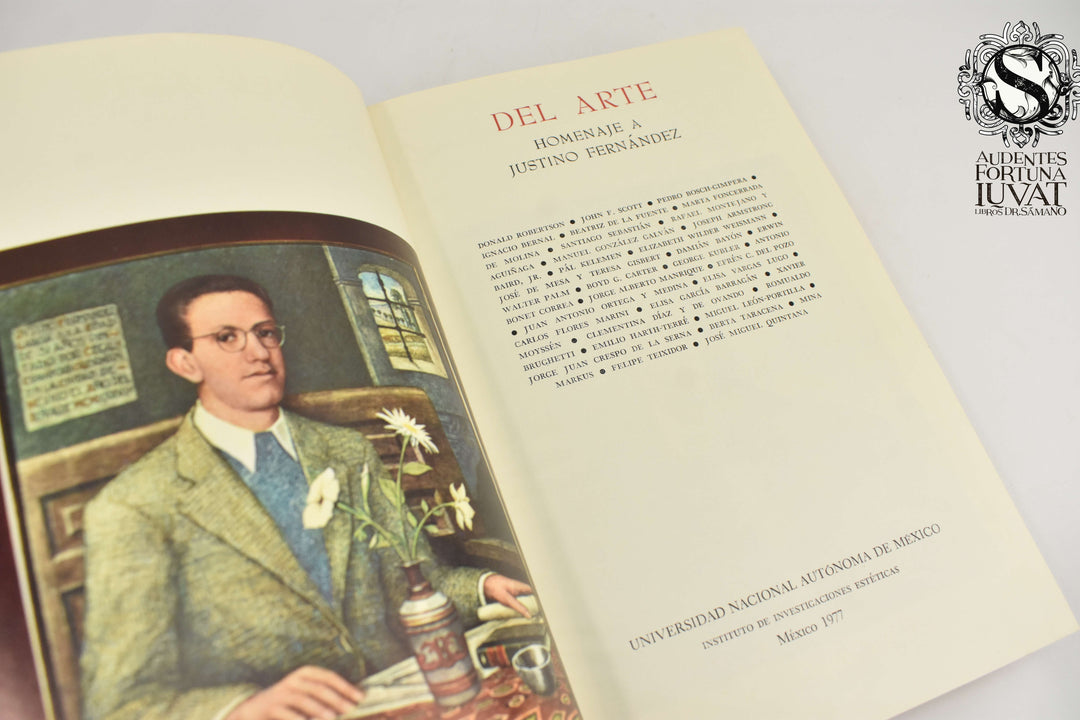 DEL ARTE
HOMENAJE A
JUSTINO FERNÁNDEZ
DONALD ROBERTSON ● JOHN F. SCOTT ● PEDRO BOSCH-GIMPERA ●
IGNACIO BERNAL ● BEATRIZ DE LA FUENTE ● MARTA FONCERRADA
DE MOLINA ● SANTIAGO SEBASTIÁN ● RAFAEL MONTEJANO Y
AGUIÑAGA ● MANUEL GONZÁLEZ GALVÁN ● JOSEPH ARMSTRONG
BAIRD, JR. ● PÁL KELEMEN ● ELIZABETH WILDER WEISMANN ●
JOSÉ DE MESA Y TERESA GISBERT ● DAMIÁN BAYÓN ● ERWIN
WALTER PALM ● BOYD G. CARTER ● GEORGE KUBLER ● ANTONIO
BONET CORREA ● JORGE ALBERTO MANRIQUE ● EFRÉN C. DEL POZO
● JUAN ANTONIO ORTEGA Y MEDINA ● ELISA VARGAS LUGO ●
CARLOS FLORES MARINI ● ELISA GARCÍA BARRAGÁN ● XAVIER
MOYSSÉN ● CLEMENTINA DÍAZ Y DE OVANDO ● ROMUALDO
BRUGHETTI ● EMILIO HARTH-TERRÉ ● MIGUEL LEÓN-PORTILLA ●
JORGE JUAN CRESPO DE LA SERNA ● BERTA TARACENA ● MINA
MARKUS ● FELIPE TEIXIDOR ● JOSÉ MIGUEL QUINTANA
UNIVERSIDAD NACIONAL AUTÓNOMA DE MÉXICO
INSTITUTO DE INVESTIGACIONES ESTÉTICAS
México 1977
S
AUDENTES
FORTUNA
IUVAT
LIBROS DR. SÁMANO